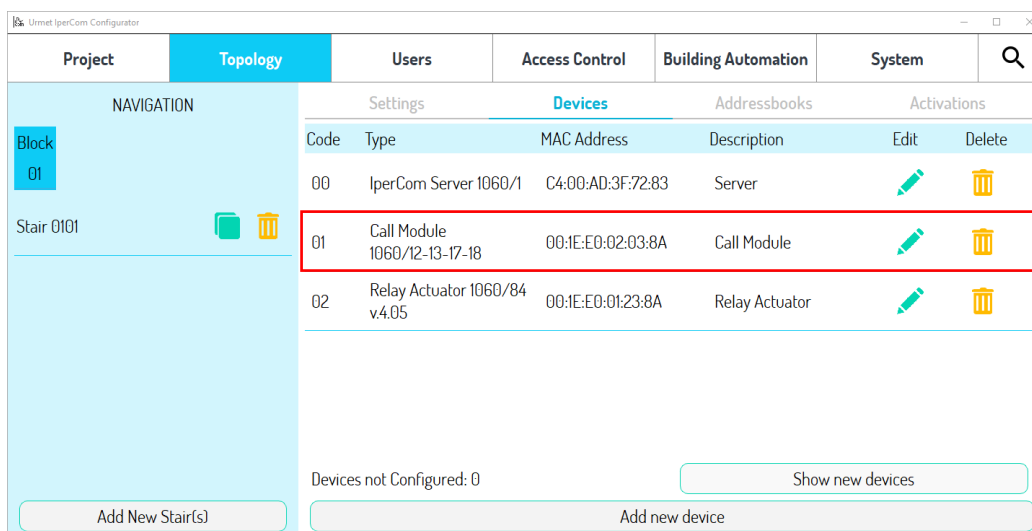 Urmet IperCom Configurator
Project Topology Users Access Control Building Automation System
NAVIGATION
Settings Devices Addressbooks Activations
Block
01
Code Type MAC Address Description Edit Delete
00 IperCom Server 1060/1 C4:00:AD:3F:72:83 Server
Stair 0101
01 Call Module
1060/12-13-17-18 00:1E:E0:02:03:8A Call Module
02 Relay Actuator 1060/84
v.4.05 00:1E:E0:01:23:8A Relay Actuator
Devices not Configured: 0 Show new devices
Add New Stair(s) Add new device